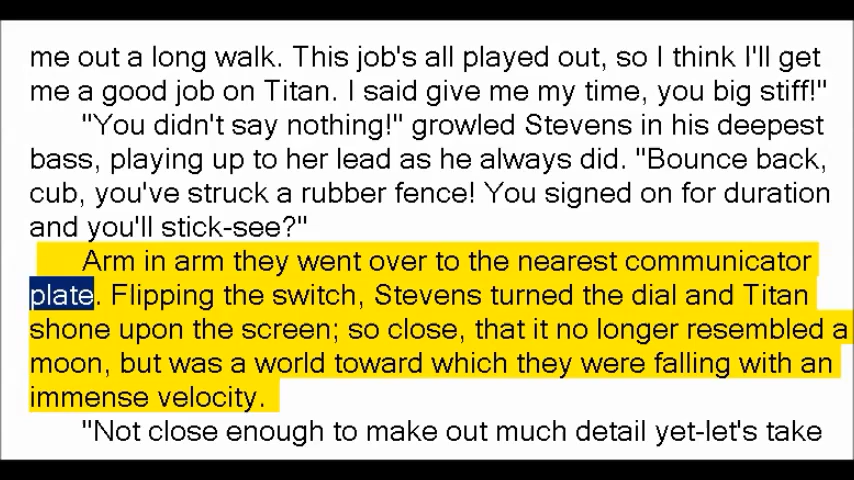 me out a long walk. This job's all played out, so I think I'll get
me a good job on Titan. I said give me my time, you big stiff!"
"You didn't say nothing!" growled Stevens in his deepest
bass, playing up to her lead as he always did. "Bounce back,
cub, you've struck a rubber fence! You signed on for duration
and you'll stick-see?"
Arm in arm they went over to the nearest communicator
plate. Flipping the switch, Stevens turned the dial and Titan
shone upon the screen; so close, that it no longer resembled a
moon, but was a world toward which they were falling with an
immense velocity.
"Not close enough to make out much detail yet-let's take